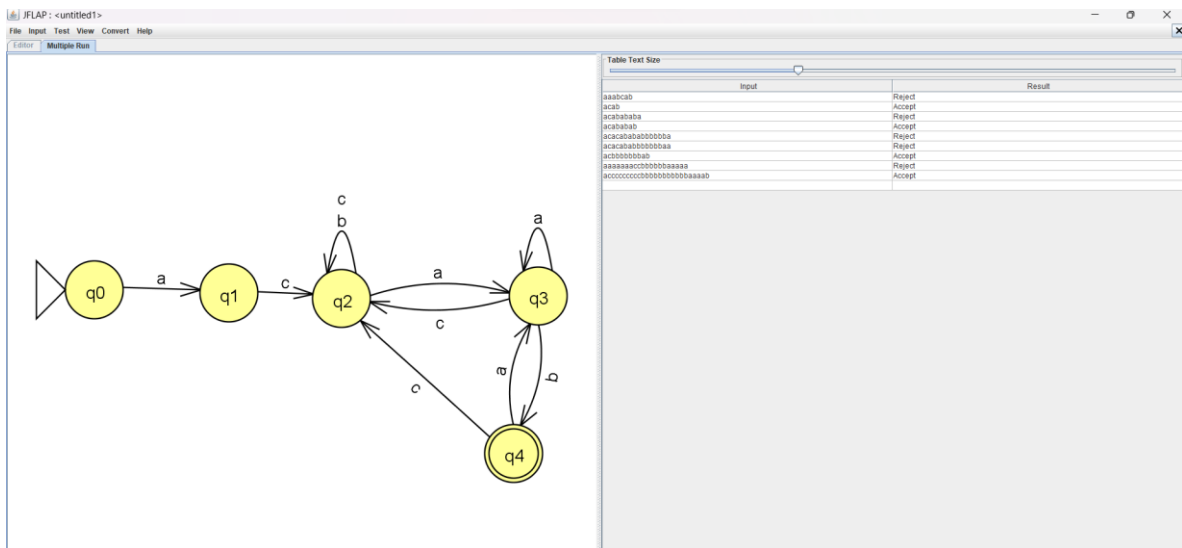 JFLAP : <untitled1>
File Input Test View Convert Help
Editor Multiple Run
Table Text Size
Input Result
aaabcab Reject
acab Accept
acabababa Reject
acababab Accept
acacabababbbbbba Reject
acacababbbbbbbaa Reject
acbbbbbbbab Accept
aaaaaaaccbbbbbbaaaaa Reject
acccccccccbbbbbbbbbbbaaaab Accept
c
b
a
a
c
a
c
a
b
c
q0
q1
q2
q3
q4